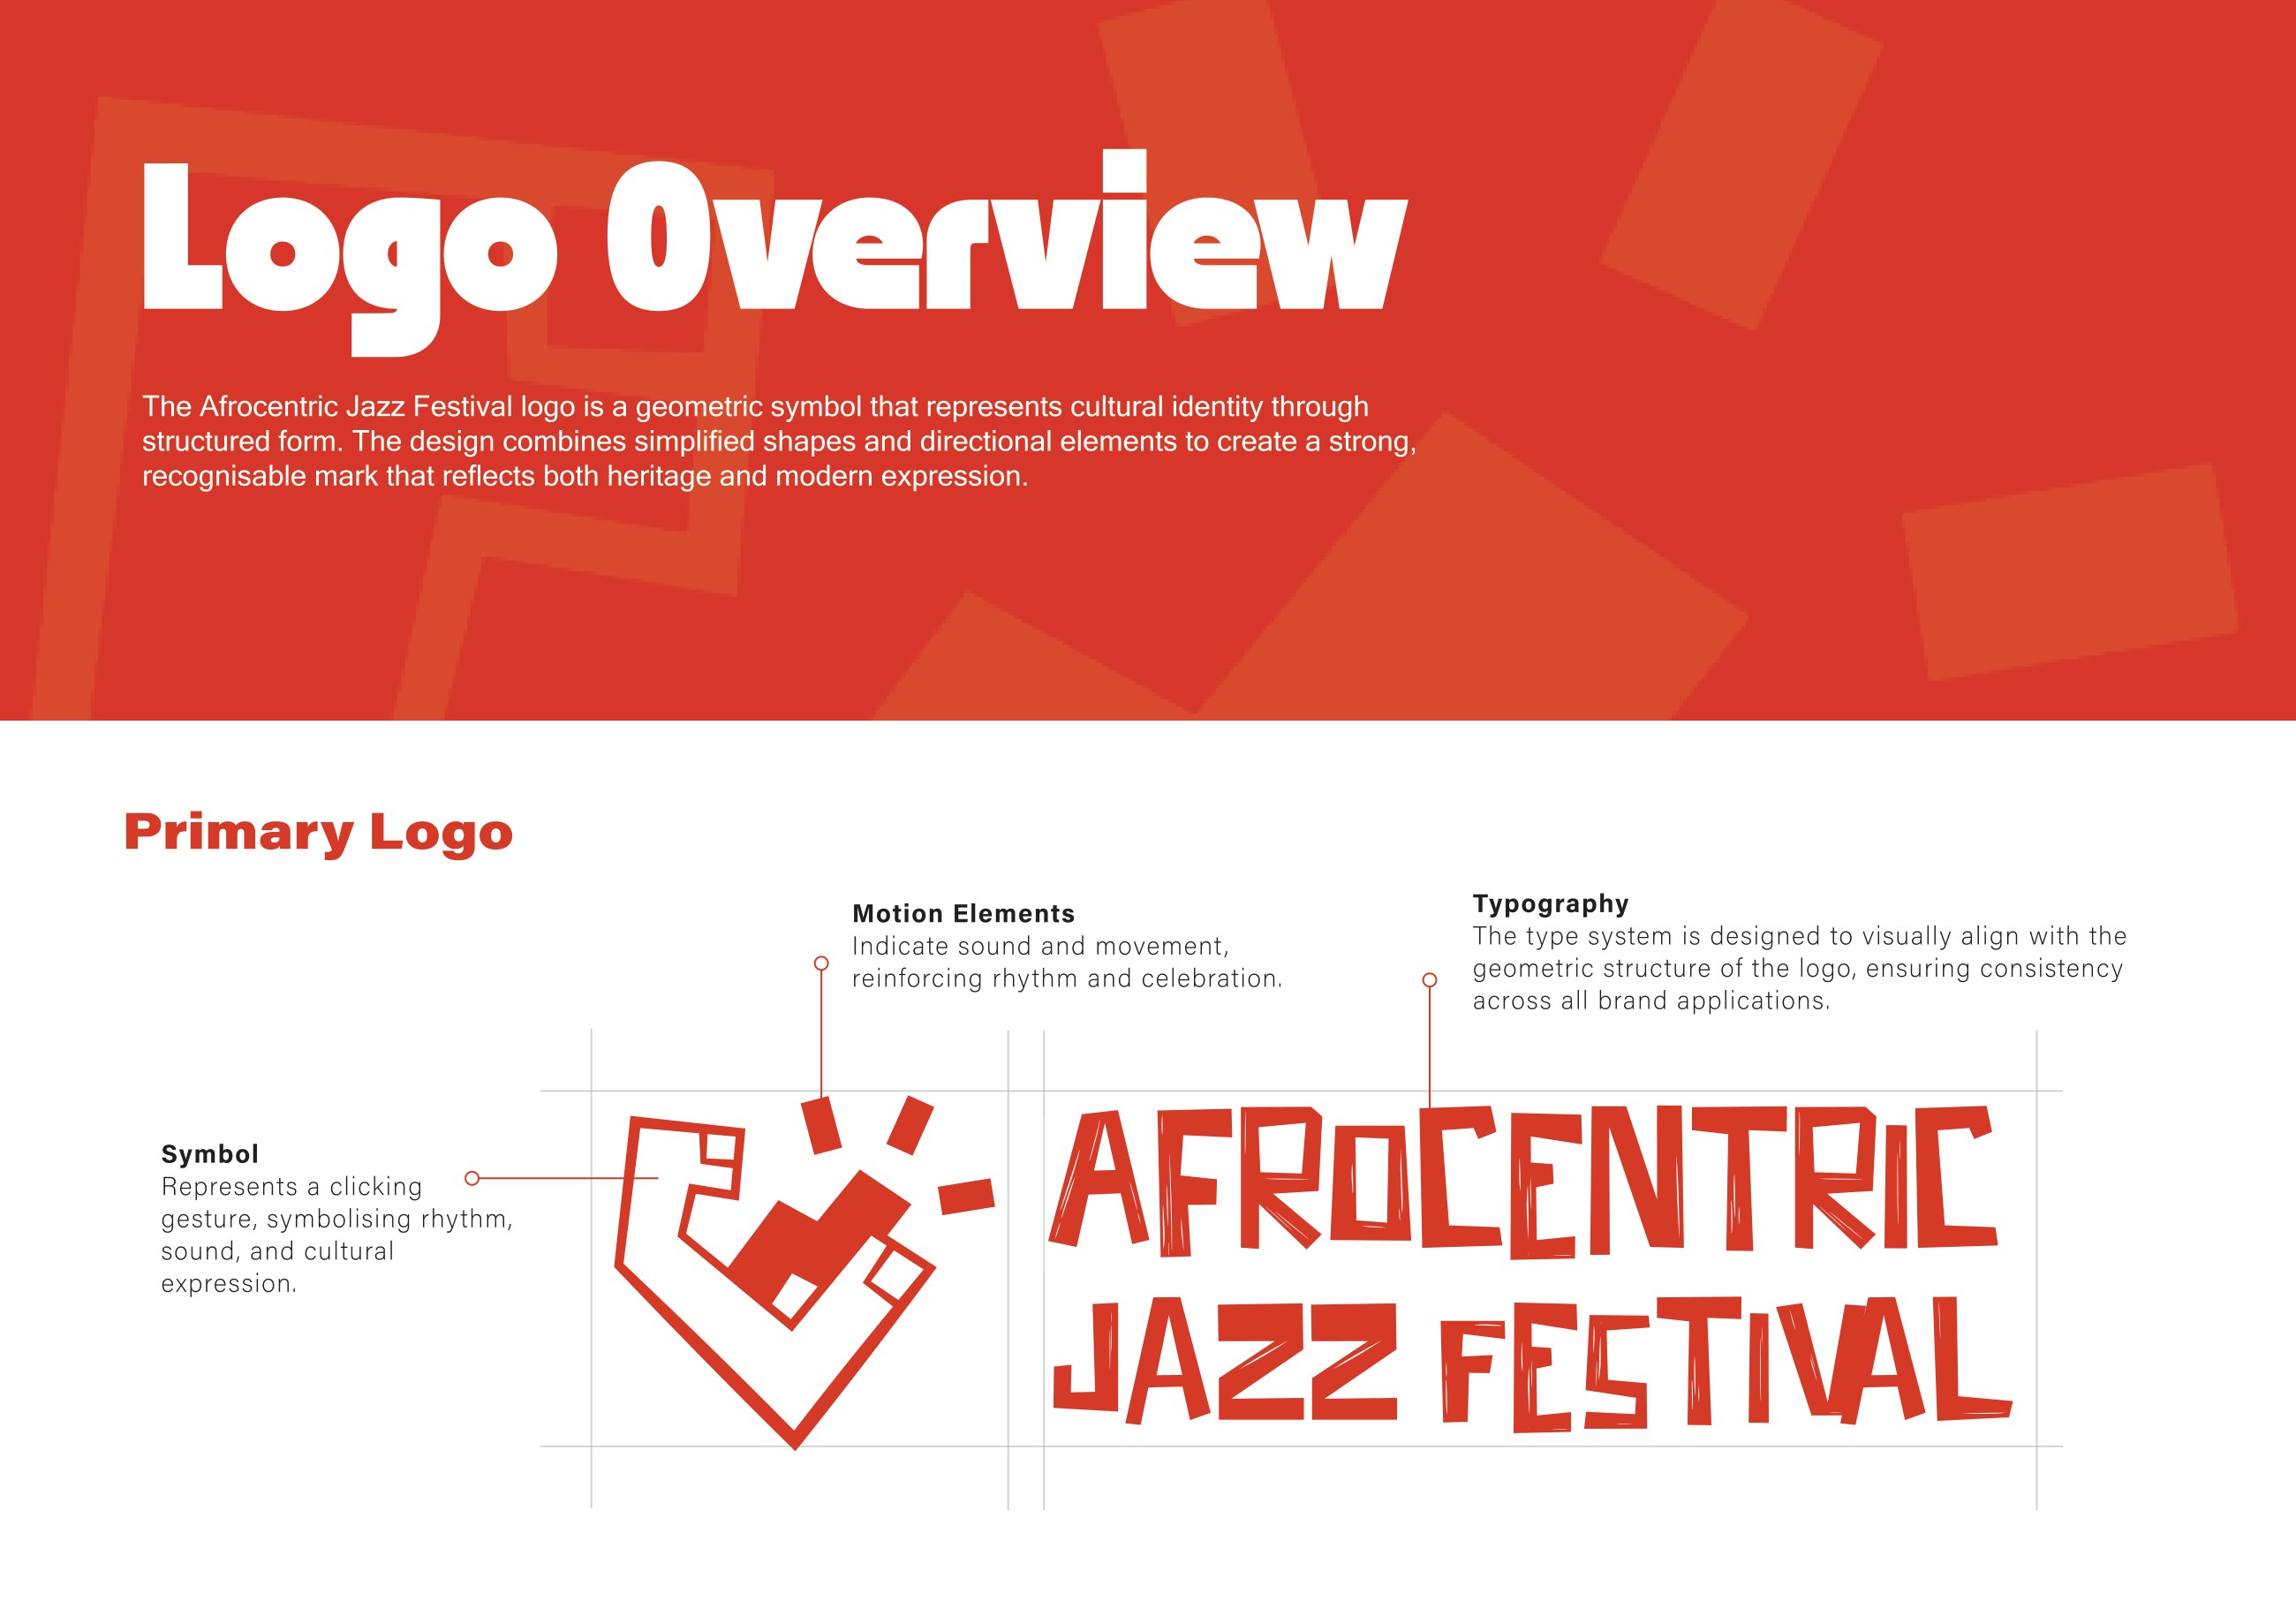 Logo Overview
The Afrocentric Jazz Festival logo is a geometric symbol that represents cultural identity through
structured form. The design combines simplified shapes and directional elements to create a strong,
recognisable mark that reflects both heritage and modern expression.
Primary Logo
Motion Elements
Indicate sound and movement,
reinforcing rhythm and celebration.
Typography
The type system is designed to visually align with the
geometric structure of the logo, ensuring consistency
across all brand applications.
Symbol
Represents a clicking
gesture, symbolising rhythm,
sound, and cultural
expression.
AFROCENTRIC
JAZZ FESTIVAL